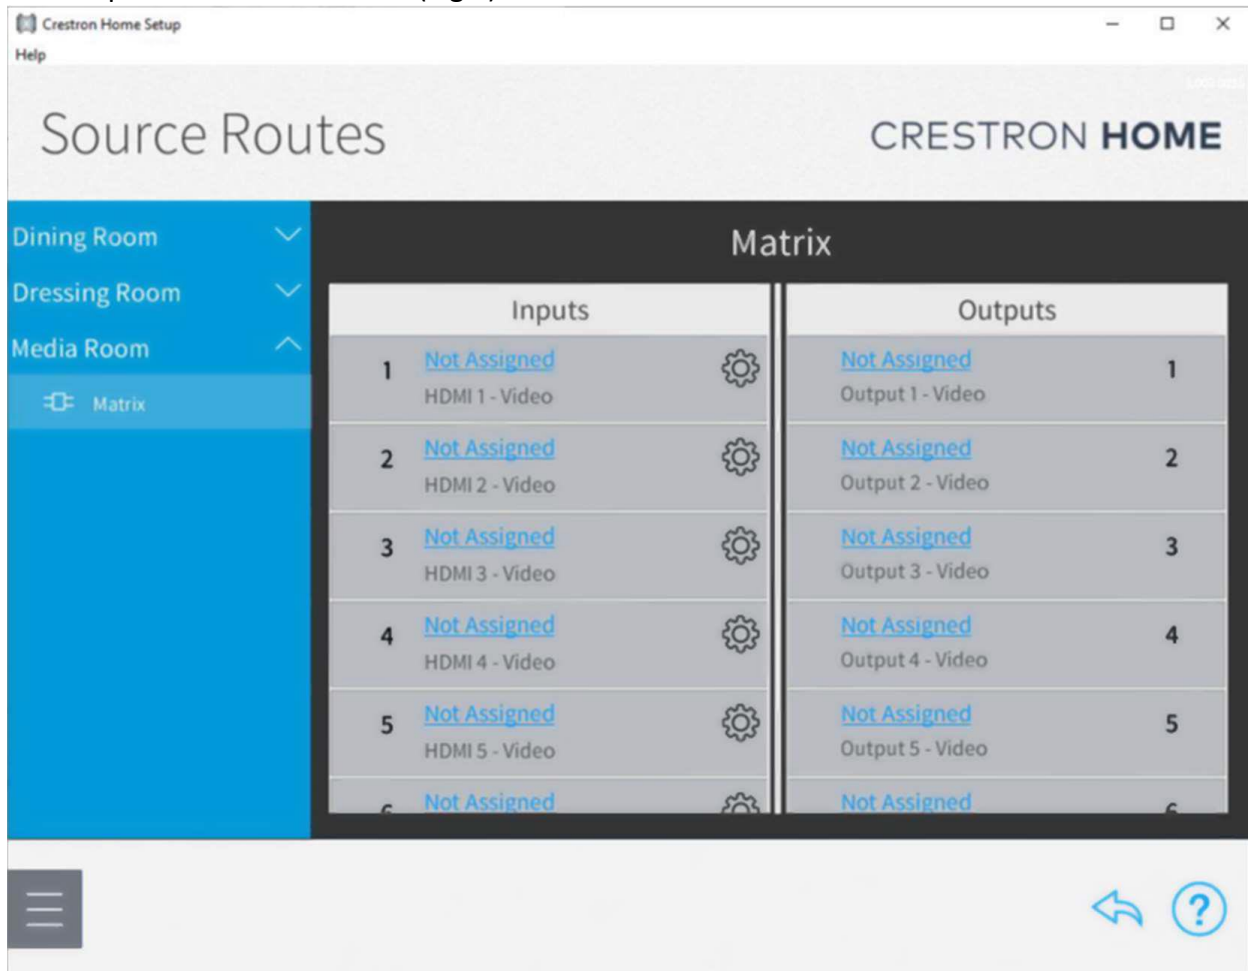 Crestron Home Setup
Help
Source Routes
CRESTRON HOME
Dining Room
Dressing Room
Media Room
Matrix
Matrix
Inputs
Outputs
1 Not Assigned
HDMI 1 - Video
Not Assigned 1
Output 1 - Video
2 Not Assigned
HDMI 2 - Video
Not Assigned 2
Output 2 - Video
3 Not Assigned
HDMI 3 - Video
Not Assigned 3
Output 3 - Video
4 Not Assigned
HDMI 4 - Video
Not Assigned 4
Output 4 - Video
5 Not Assigned
HDMI 5 - Video
Not Assigned 5
Output 5 - Video
Not Assigned
Not Assigned
?